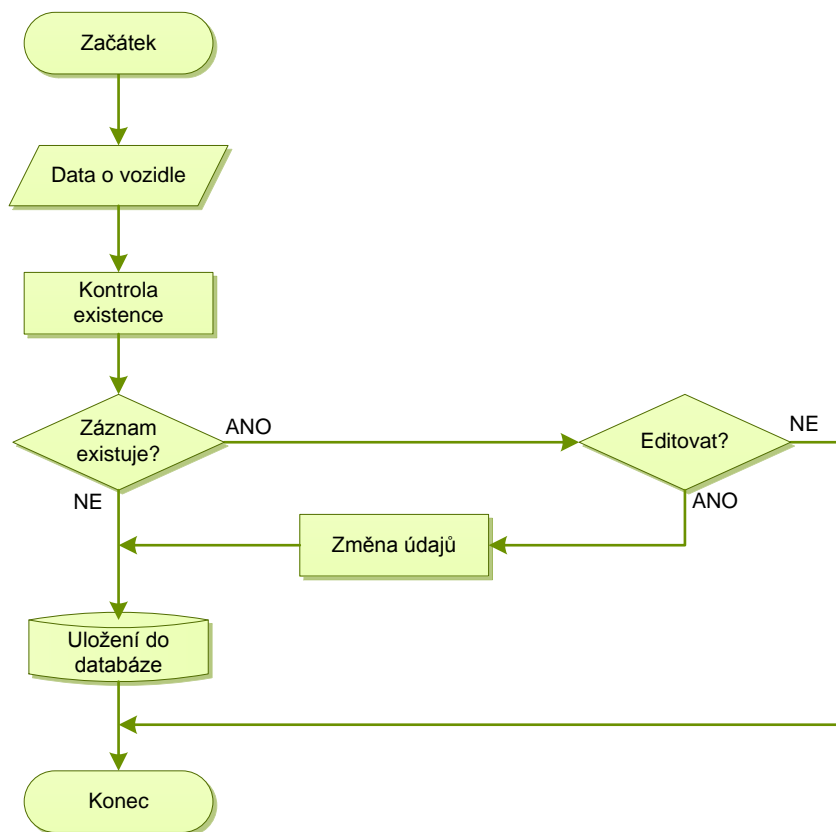 Začátek
Data o vozidle
Kontrola
existence
Záznam
existuje?
ANO
Editovat?
NE
NE
ANO
Změna údajů
Uložení do
databáze
Konec